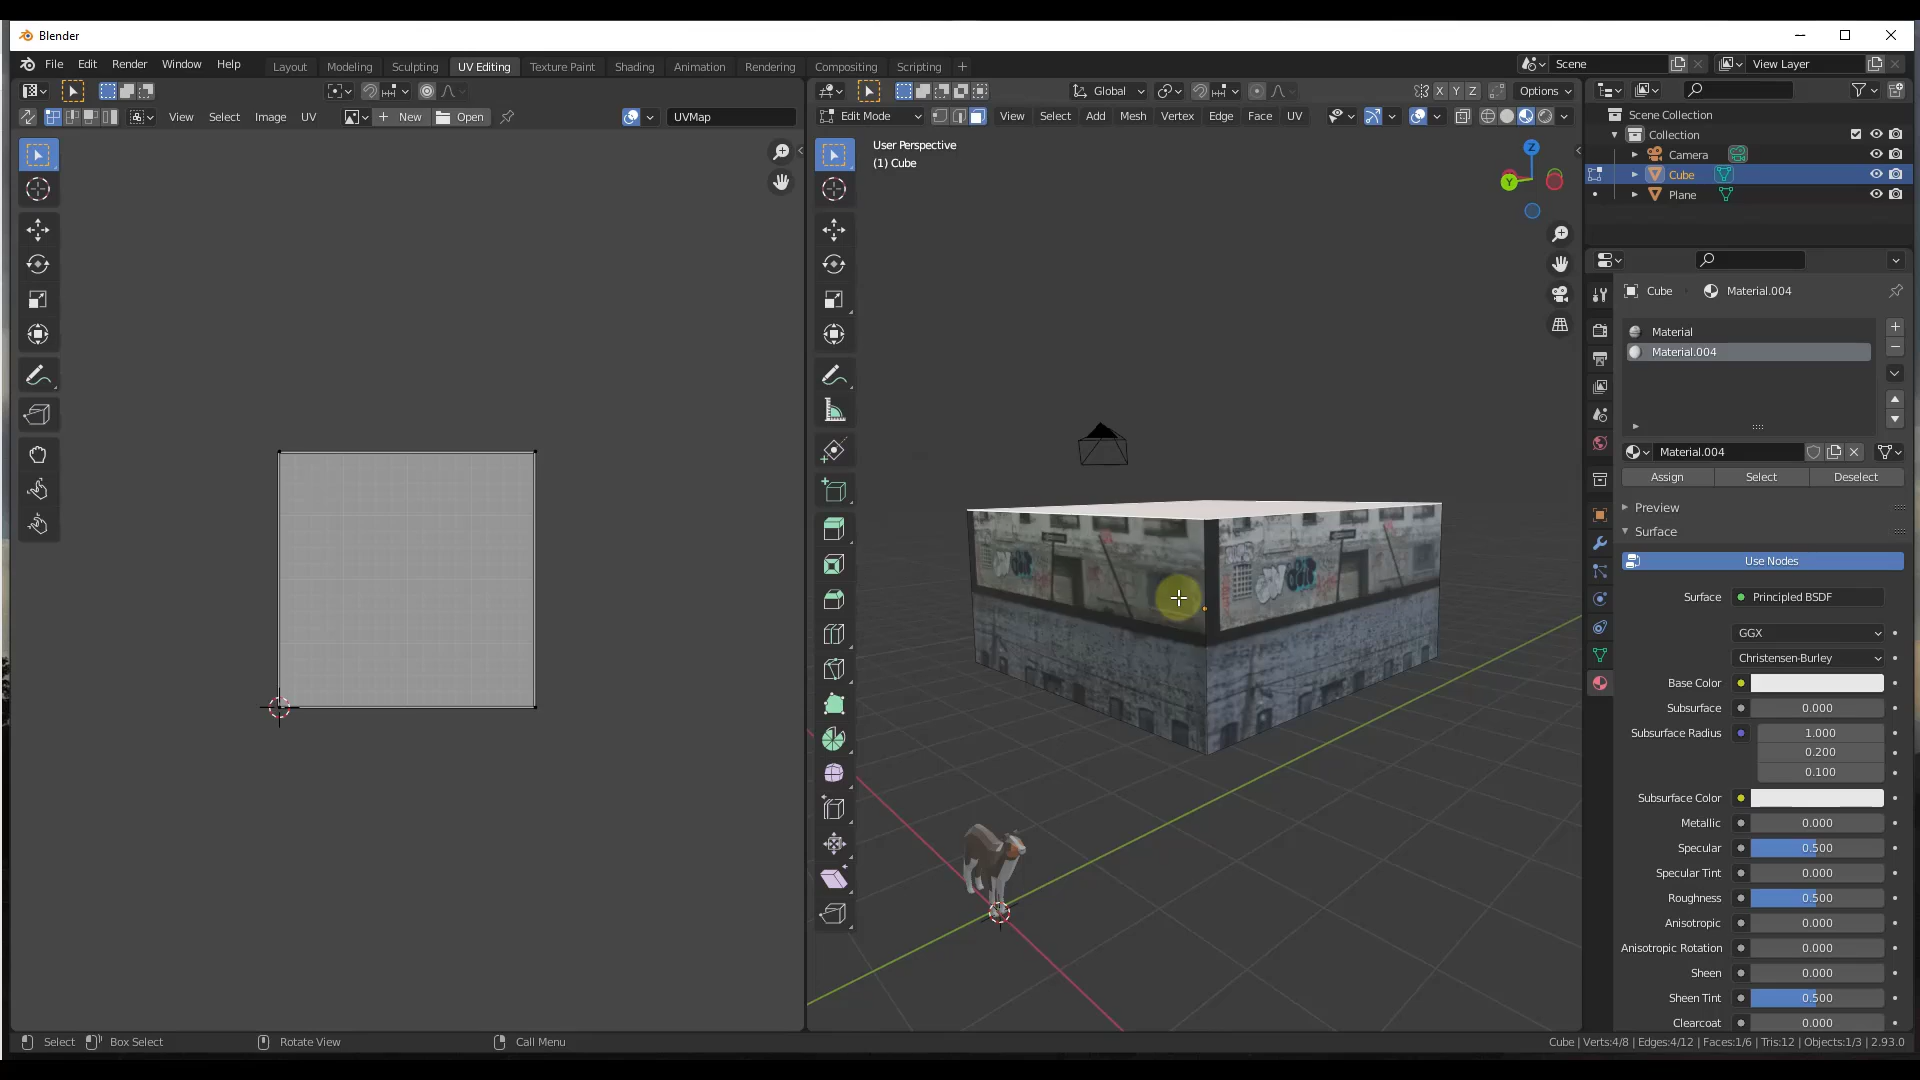 Blender
File Edit Render Window Help
Layout Modeling Sculpting UV Editing Texture Paint Shading Animation Rendering Compositing Scripting +
Scene
View Layer
Global
X Y Z
Options
View Select Image UV
New
Open
UVMap
Edit Mode
View Select Add Mesh Vertex Edge Face UV
User Perspective
(1) Cube
Z
Y
Scene Collection
Collection
Camera
Cube
Plane
Cube
Material.004
Material
Material.004
Material.004
Assign
Select
Deselect
Preview
Surface
Use Nodes
Surface Principled BSDF
GGX
Christensen-Burley
Base Color
Subsurface 0.000
Subsurface Radius 1.000
0.200
0.100
Subsurface Color
Metallic 0.000
Specular 0.500
Specular Tint 0.000
Roughness 0.500
Anisotropic 0.000
Anisotropic Rotation 0.000
Sheen 0.000
Sheen Tint 0.500
Clearcoat 0.000
Select
Box Select
Rotate View
Call Menu
Cube | Verts:4/8 | Edges:4/12 | Faces:1/6 | Tris:12 | Objects:1/3 | 2.93.0